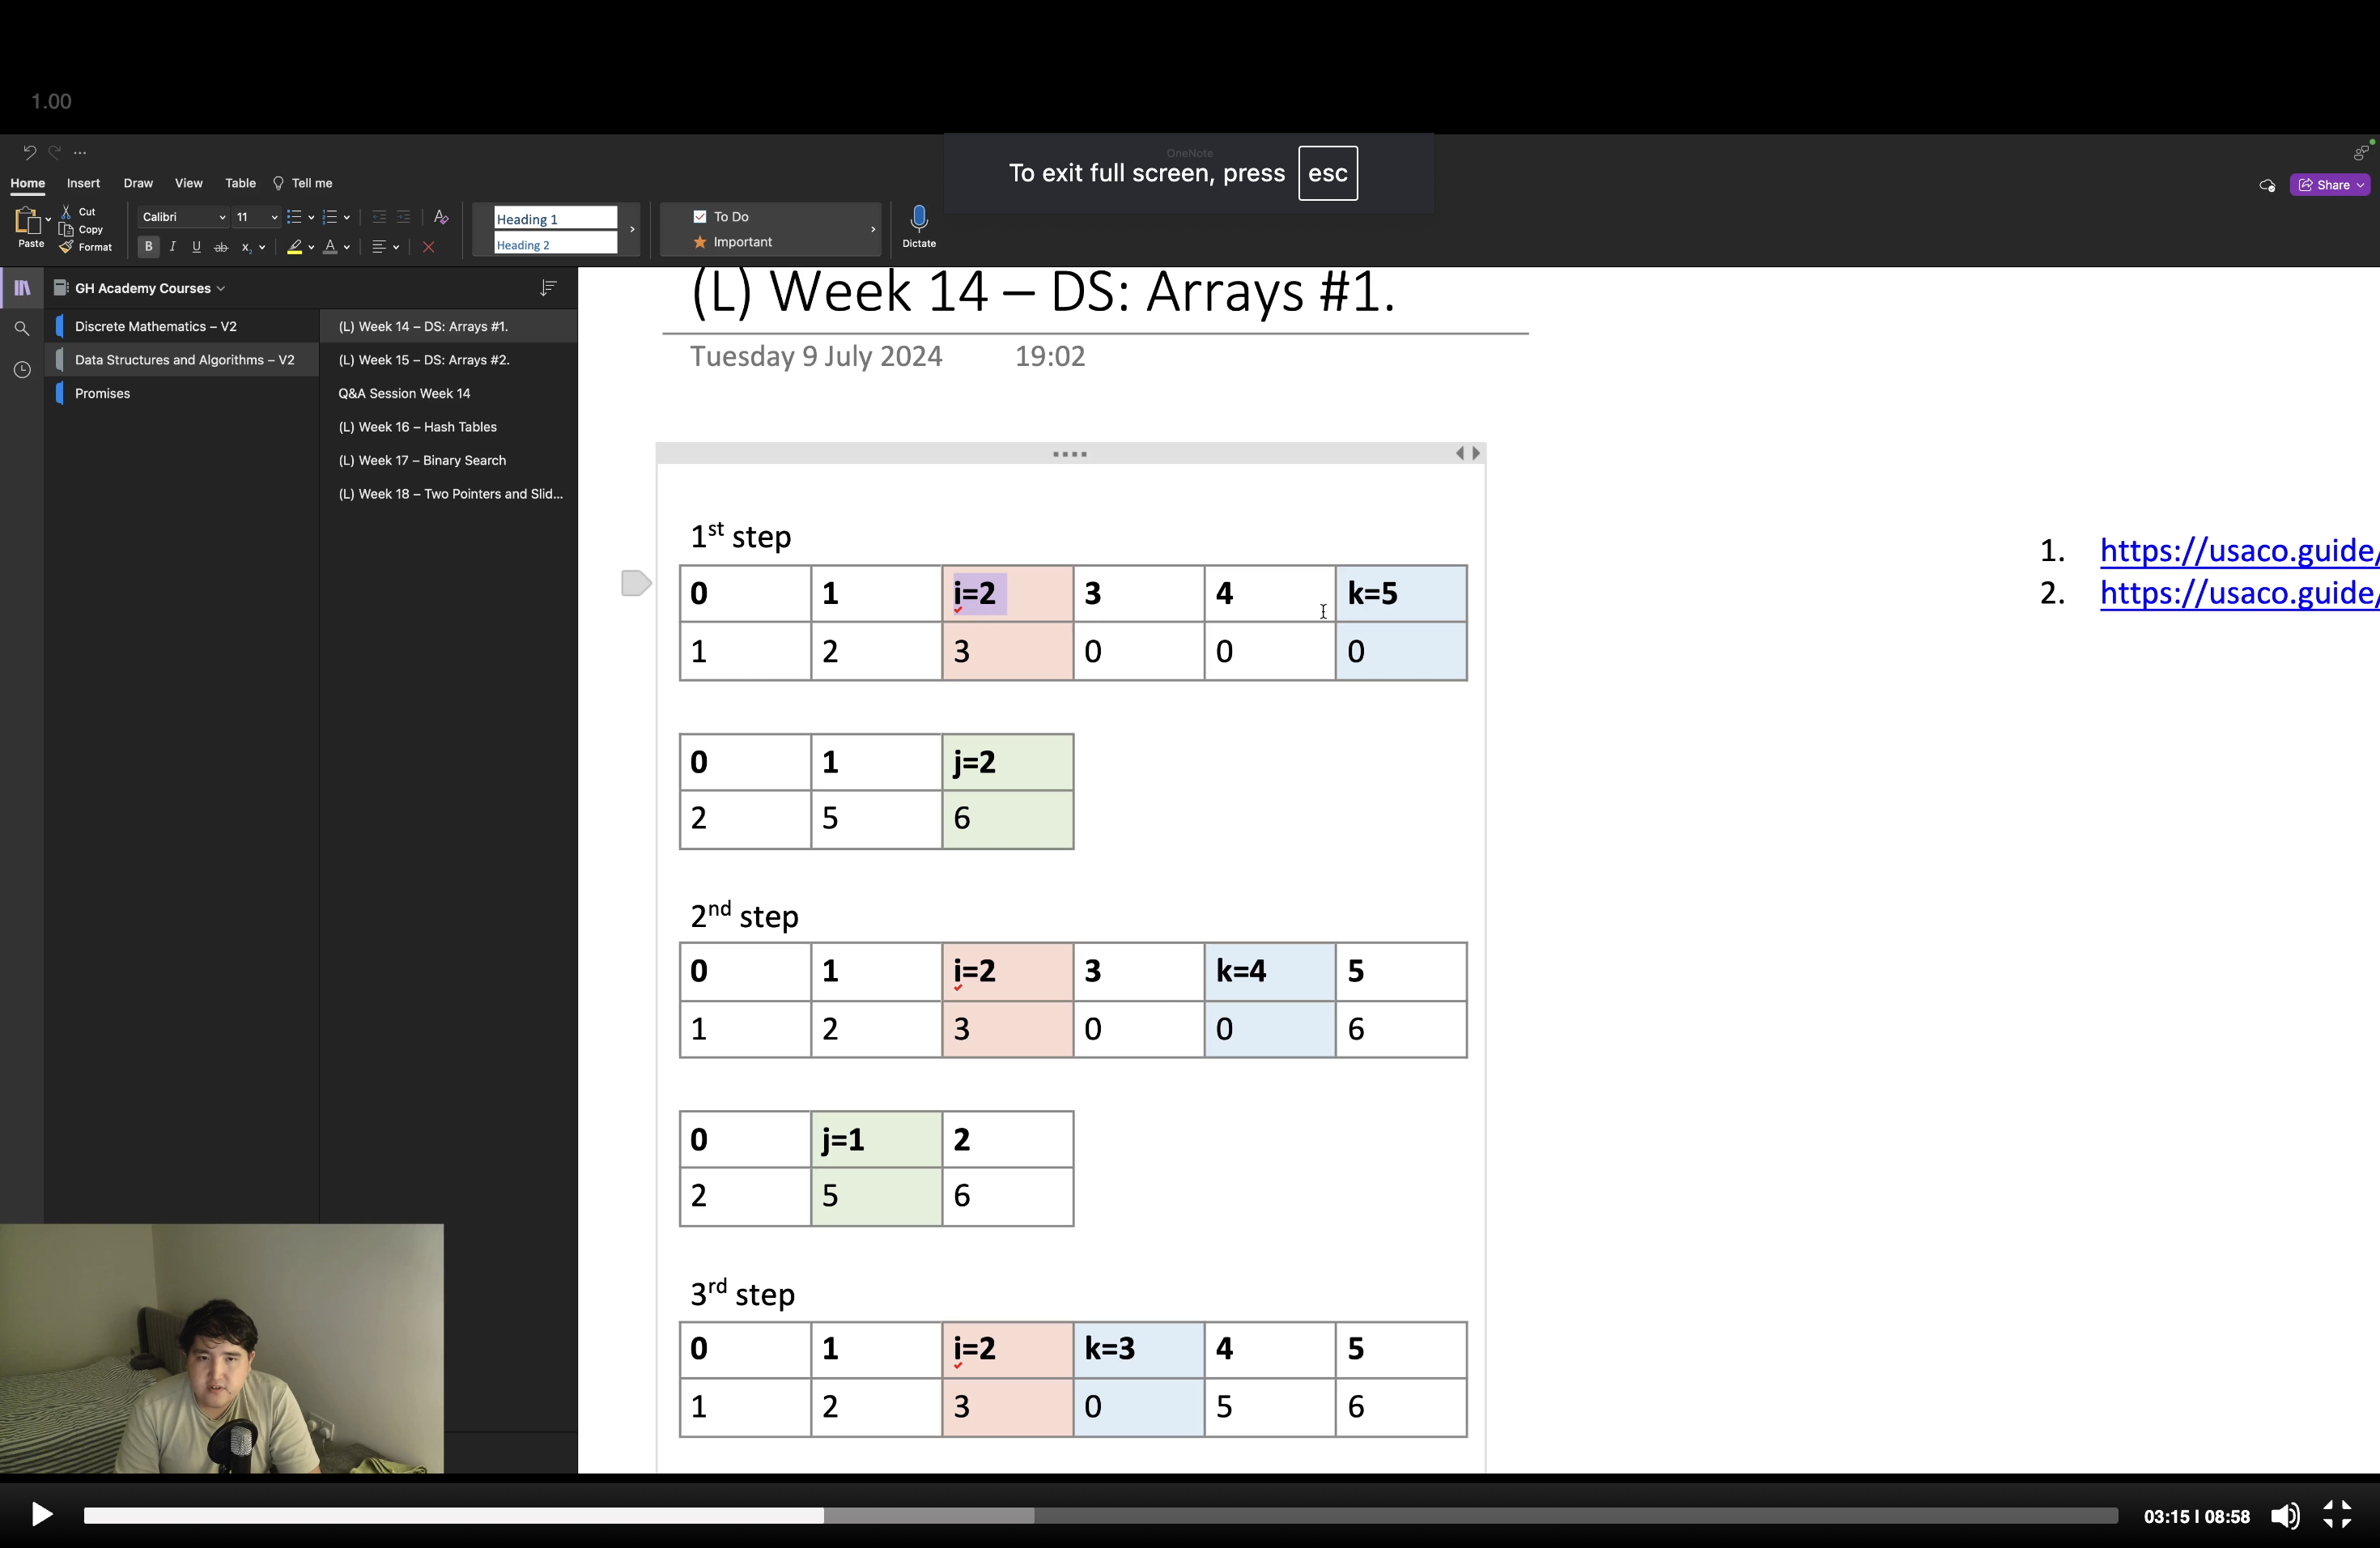 1.00
OneNote
To exit full screen, press esc
Home Insert Draw View Table Tell me
Share
Paste
Cut
Copy
Format
Calibri 11
B I U ab x₂ A
Heading 1
Heading 2
To Do
Important
Dictate
GH Academy Courses
Discrete Mathematics – V2
Data Structures and Algorithms – V2
Promises
(L) Week 14 – DS: Arrays #1.
(L) Week 15 – DS: Arrays #2.
Q&A Session Week 14
(L) Week 16 – Hash Tables
(L) Week 17 – Binary Search
(L) Week 18 – Two Pointers and Slid...
(L) Week 14 – DS: Arrays #1.
Tuesday 9 July 2024 19:02
1st step
0 1 i=2 3 4 k=5
1 2 3 0 0 0
0 1 j=2
2 5 6
2nd step
0 1 i=2 3 k=4 5
1 2 3 0 0 6
0 j=1 2
2 5 6
3rd step
0 1 i=2 k=3 4 5
1 2 3 0 5 6
1. https://usaco.guide/
2. https://usaco.guide/
03:15 | 08:58